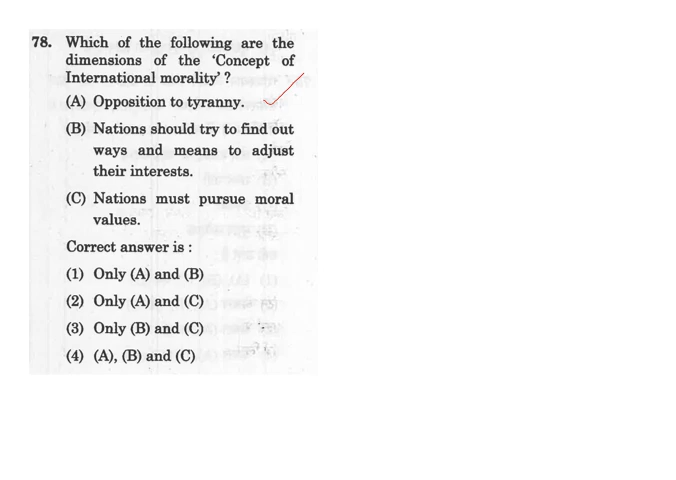 78. Which of the following are the
dimensions of the ‘Concept of
International morality’ ?
(A) Opposition to tyranny.
(B) Nations should try to find out
ways and means to adjust
their interests.
(C) Nations must pursue moral
values.
Correct answer is :
(1) Only (A) and (B)
(2) Only (A) and (C)
(3) Only (B) and (C)
(4) (A), (B) and (C)